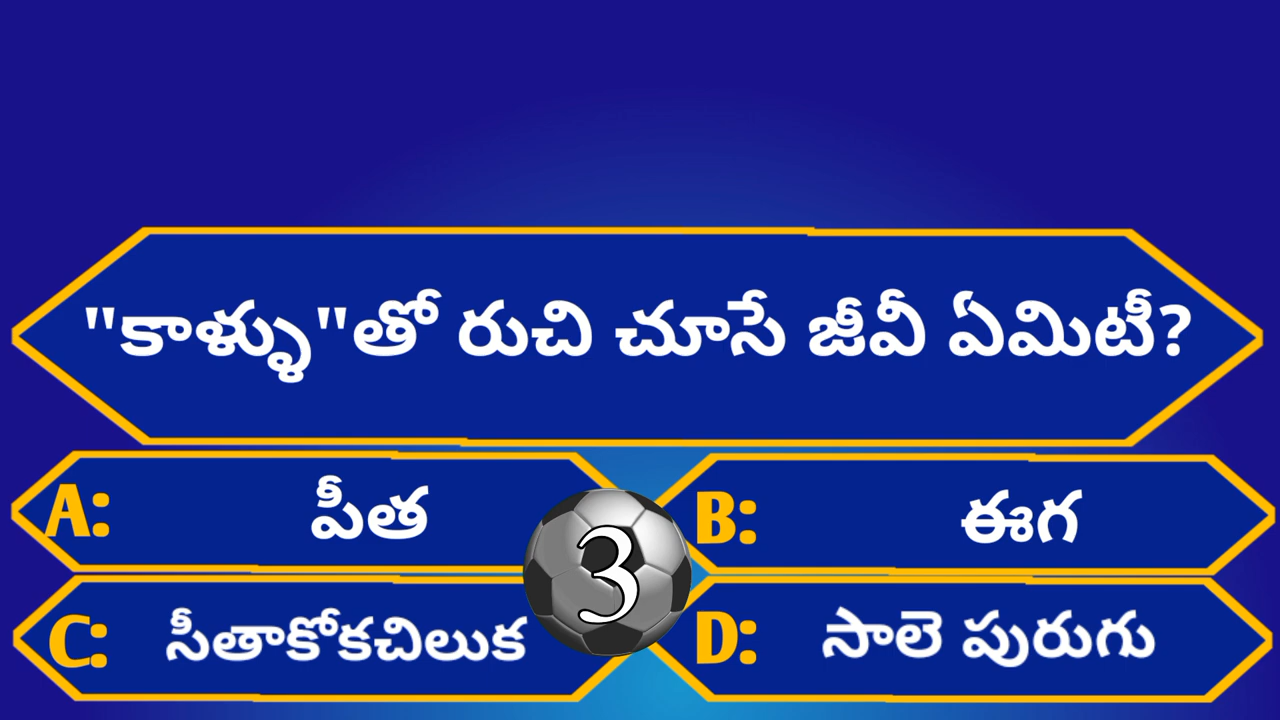 "కాళ్ళు"తో రుచి చూసే జీవీ ఏమిటీ?
A: పీత
B: ఈగ
3
C: సీతాకోకచిలుక
D: సాలె పురుగు